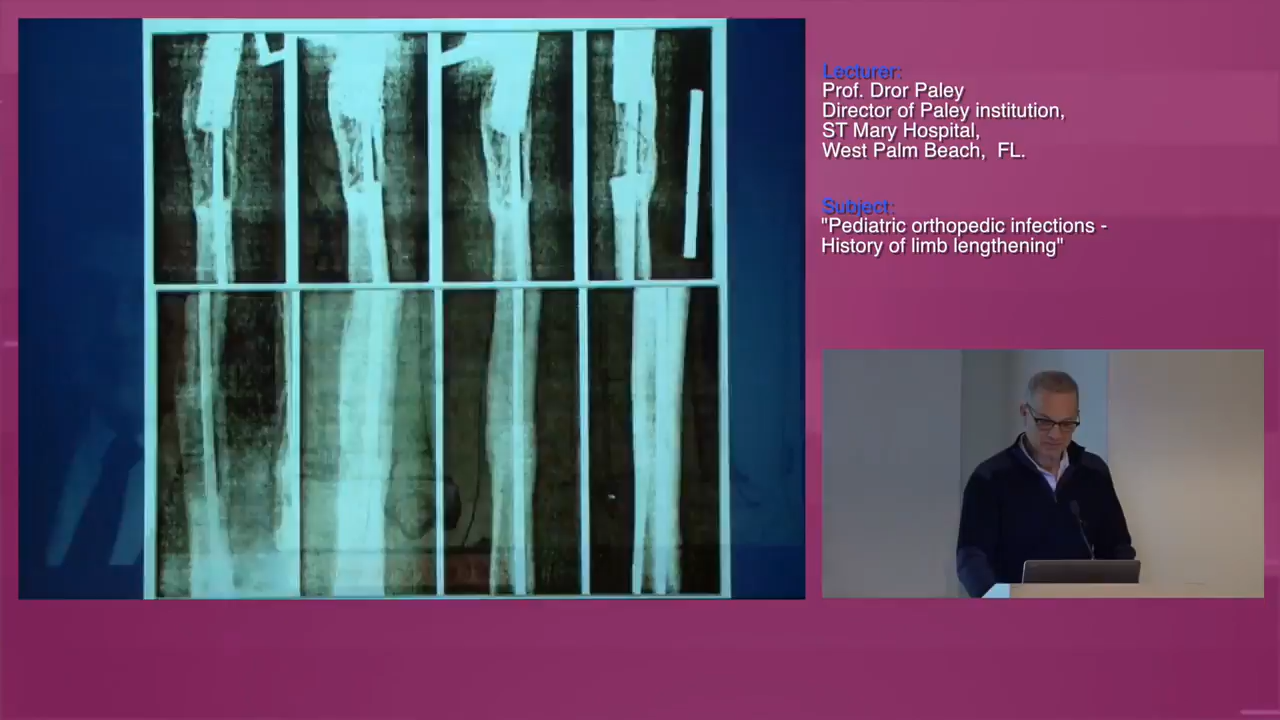 Lecturer:
Prof. Dror Paley
Director of Paley institution,
ST Mary Hospital,
West Palm Beach,  FL.
Subject:
"Pediatric orthopedic infections -
History of limb lengthening"